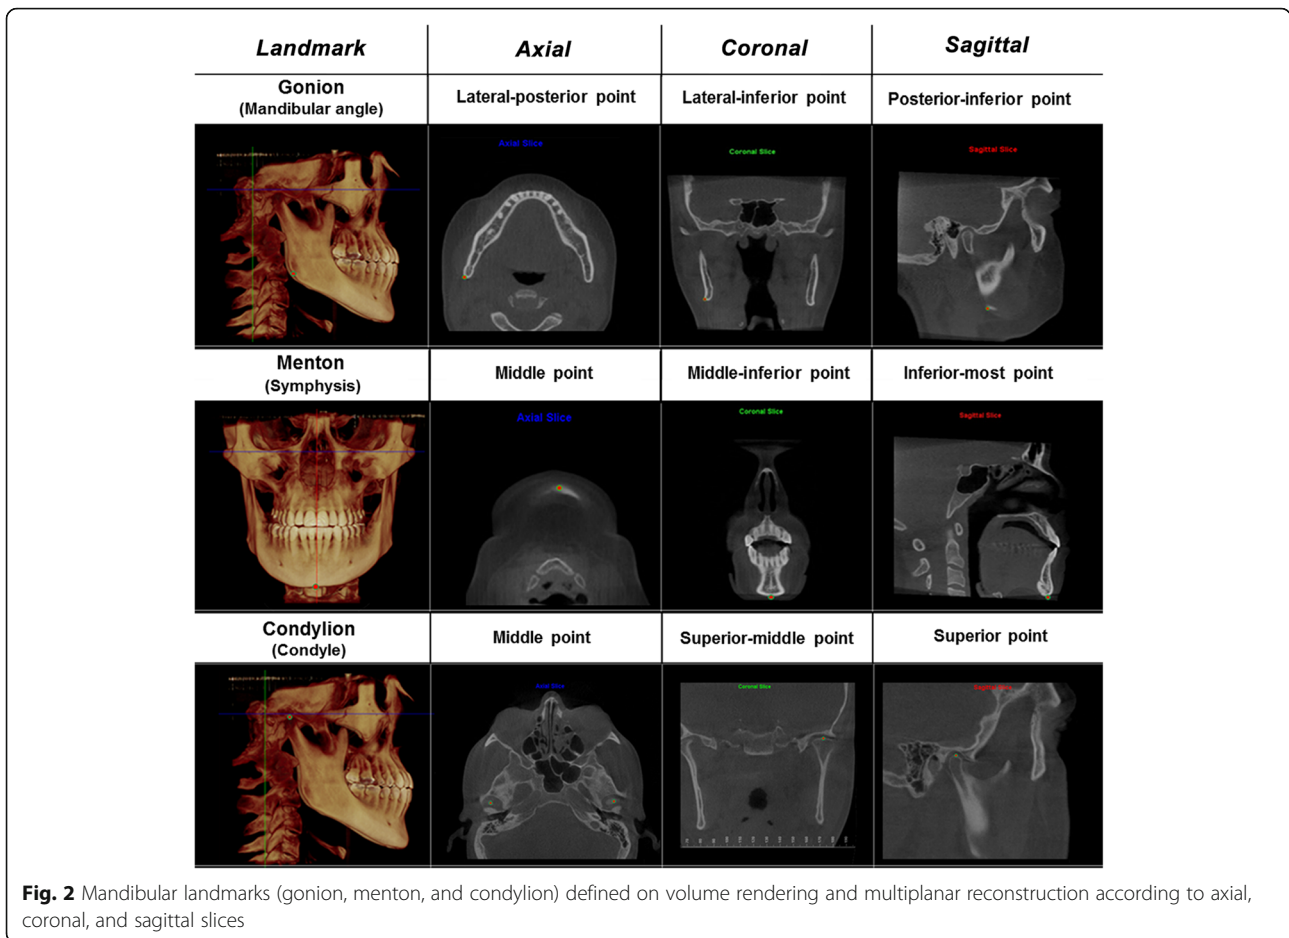 Landmark Axial Coronal Sagittal
Gonion
(Mandibular angle) Lateral-posterior point Lateral-inferior point Posterior-inferior point
Axial Slice Coronal Slice Sagittal Slice
Menton
(Symphysis) Middle point Middle-inferior point Inferior-most point
Axial Slice Coronal Slice Sagittal Slice
Condylion
(Condyle) Middle point Superior-middle point Superior point
Axial Slice Coronal Slice
Fig. 2 Mandibular landmarks (gonion, menton, and condylion) defined on volume rendering and multiplanar reconstruction according to axial,
coronal, and sagittal slices